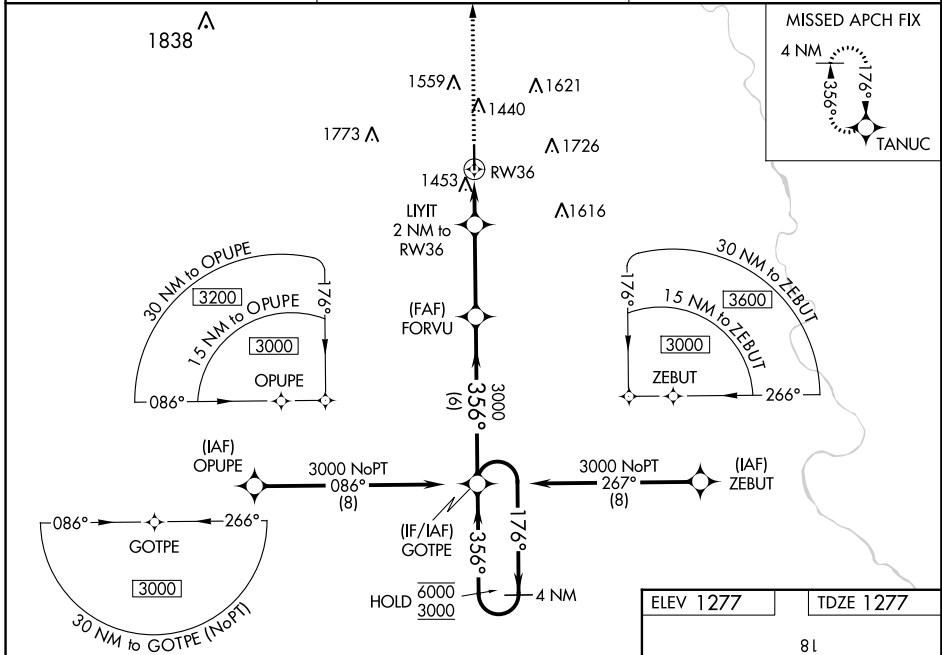 1838
MISSED APCH FIX
4 NM
356°
176°
TANUC
1559
1621
1440
1773
1726
RW36
1453
LIYIT
2 NM to
RW36
1616
30 NM to OPUPE
3200
15 NM to OPUPE
3000
176°
OPUPE
086°
(FAF)
FORVU
30 NM to ZEBUT
3600
15 NM to ZEBUT
3000
176°
ZEBUT
266°
3000
356°
(6)
(IAF)
OPUPE
3000 NoPT
086°
(8)
3000 NoPT
267°
(8)
(IAF)
ZEBUT
(IF/IAF)
GOTPE
356°
176°
HOLD 6000
3000
4 NM
086°
266°
GOTPE
3000
30 NM to GOTPE (NoPT)
ELEV 1277
TDZE 1277
18